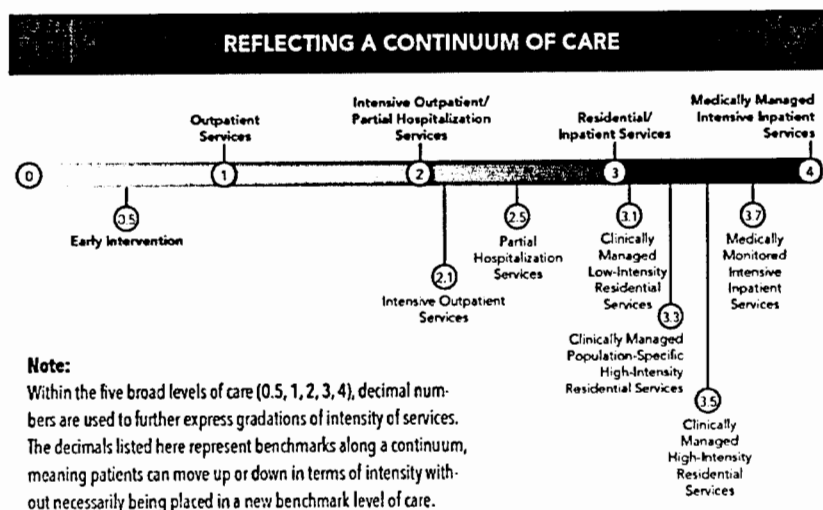 REFLECTING A CONTINUUM OF CARE
Outpatient
Services
Intensive Outpatient/
Partial Hospitalization
Services
Residential/
Inpatient Services
Medically Managed
Intensive Inpatient
Services
0
1
2
3
4
0.5
Early Intervention
2.1
Intensive Outpatient
Services
2.5
Partial
Hospitalization
Services
3.1
Clinically
Managed
Low-Intensity
Residential
Services
3.3
Clinically Managed
Population-Specific
High-Intensity
Residential Services
3.5
Clinically
Managed
High-Intensity
Residential
Services
3.7
Medically
Monitored
Intensive
Inpatient
Services
Note:
Within the five broad levels of care (0.5, 1, 2, 3, 4), decimal num-
bers are used to further express gradations of intensity of services.
The decimals listed here represent benchmarks along a continuum,
meaning patients can move up or down in terms of intensity with-
out necessarily being placed in a new benchmark level of care.